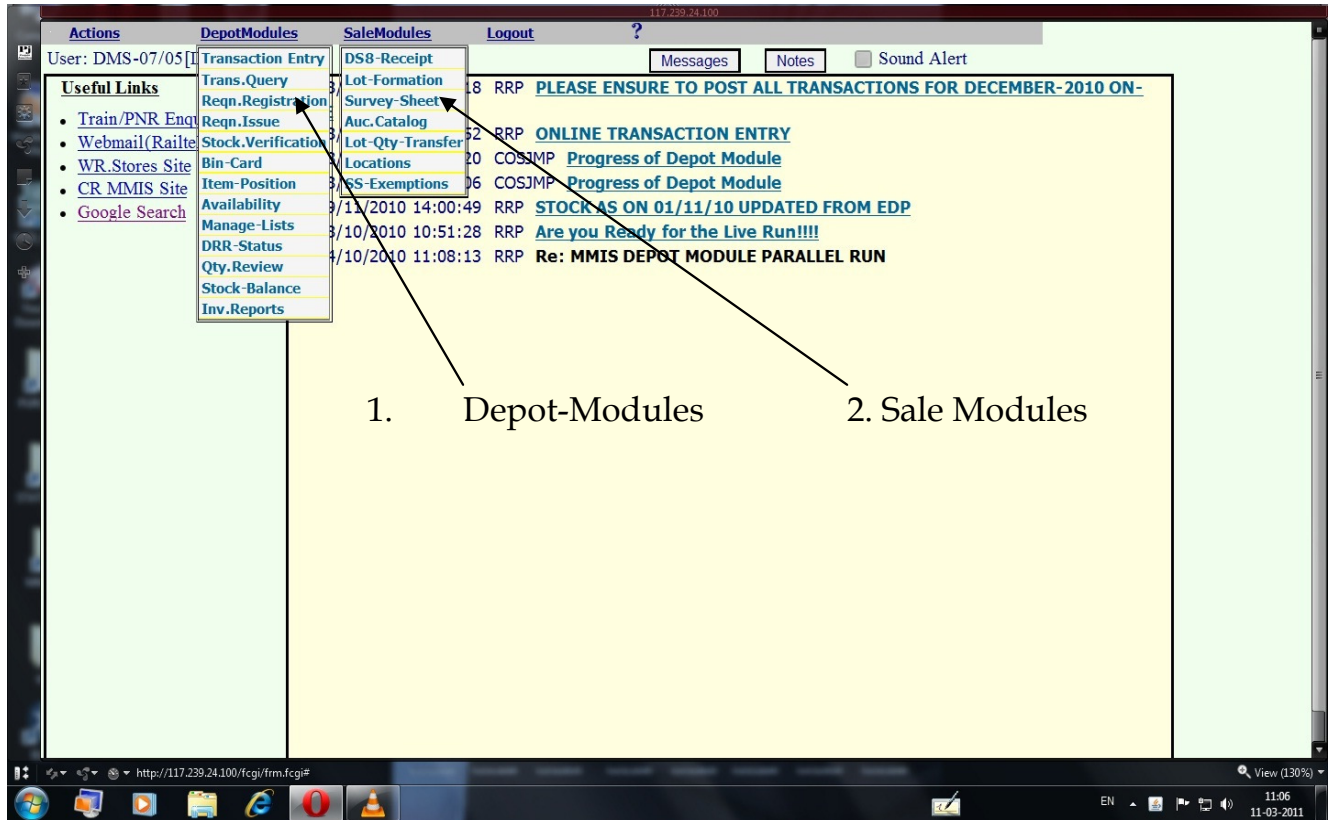 117.239.24.100
Actions DepotModules SaleModules Logout ?
User: DMS-07/05[D Messages Notes Sound Alert
Useful Links
Train/PNR Enqu
Webmail(Railte
WR.Stores Site
CR MMIS Site
Google Search
Transaction Entry
Trans.Query
Reqn.Registration
Reqn.Issue
Stock.Verification
Bin-Card
Item-Position
Availability
Manage-Lists
DRR-Status
Qty.Review
Stock-Balance
Inv.Reports
DS8-Receipt
Lot-Formation
Survey-Sheet
Auc.Catalog
Lot-Qty-Transfer
Locations
SS-Exemptions
18 RRP PLEASE ENSURE TO POST ALL TRANSACTIONS FOR DECEMBER-2010 ON-
52 RRP ONLINE TRANSACTION ENTRY
20 COSJMP Progress of Depot Module
06 COSJMP Progress of Depot Module
9/11/2010 14:00:49 RRP STOCK AS ON 01/11/10 UPDATED FROM EDP
/10/2010 10:51:28 RRP Are you Ready for the Live Run!!!!
4/10/2010 11:08:13 RRP Re: MMIS DEPOT MODULE PARALLEL RUN
1. Depot-Modules 2. Sale Modules
http://117.239.24.100/fcgi/frm.fcgi# View (130%)
EN 11:06
11-03-2011